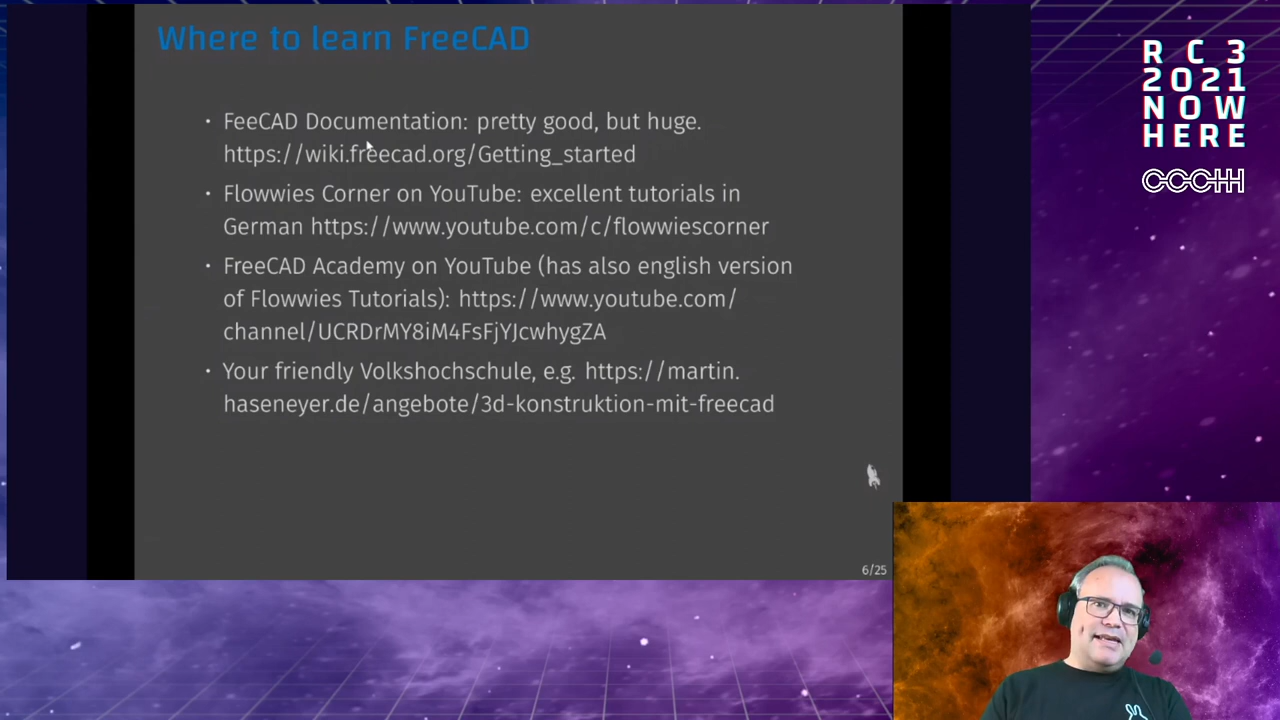 Where to learn FreeCAD
• FeeCAD Documentation: pretty good, but huge.
https://wiki.freecad.org/Getting_started
• Flowwies Corner on YouTube: excellent tutorials in
German https://www.youtube.com/c/flowwiescorner
• FreeCAD Academy on YouTube (has also english version
of Flowwies Tutorials): https://www.youtube.com/
channel/UCRDrMY8iM4FsFjYJcwhygZA
• Your friendly Volkshochschule, e.g. https://martin.
haseneyer.de/angebote/3d-konstruktion-mit-freecad
6/25
RC3
2021
NOW
HERE
CCCHH